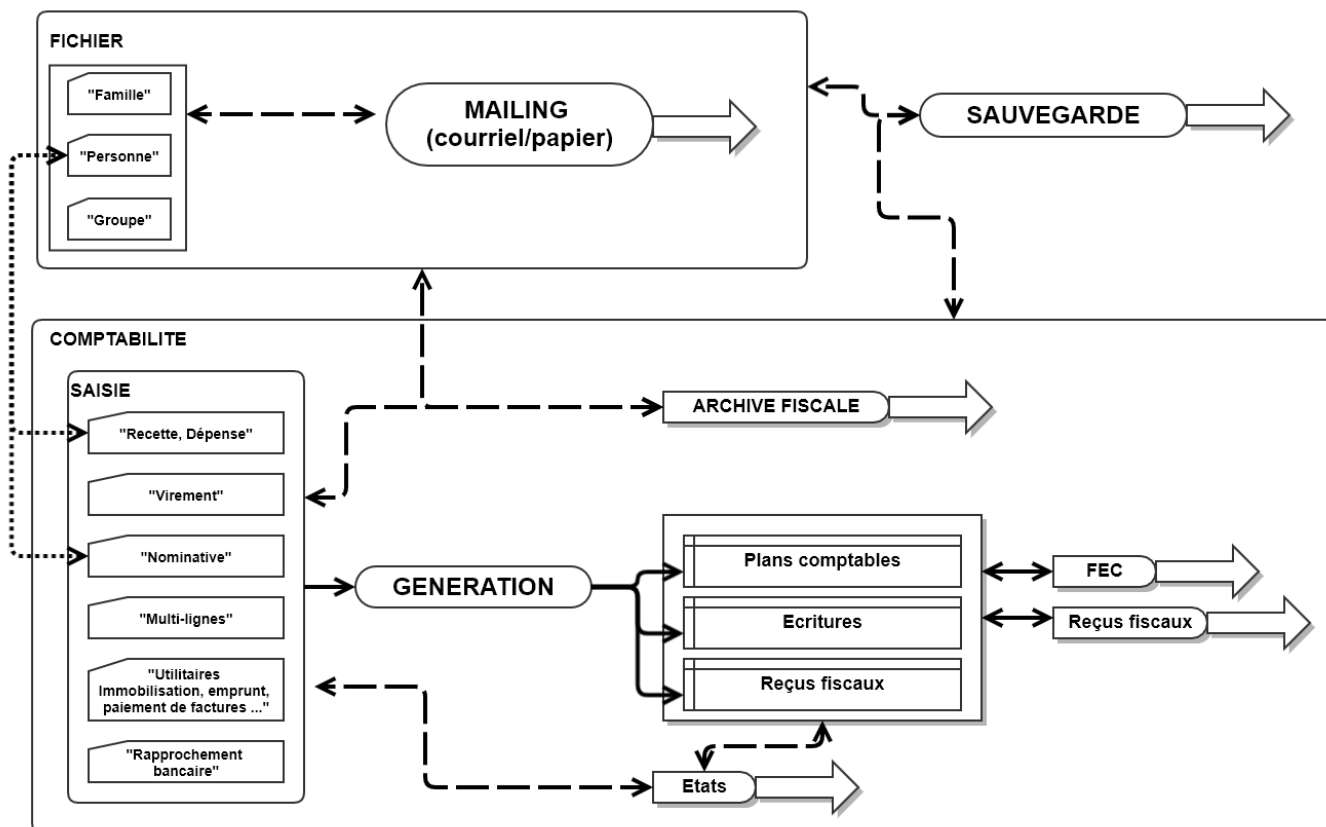 FICHIER
"Famille"
"Personne"
"Groupe"
MAILING
(courriel/papier)
SAUVEGARDE
COMPTABILITE
SAISIE
"Recette, Dépense"
"Virement"
"Nominative"
"Multi-lignes"
"Utilitaires
Immobilisation, emprunt,
paiement de factures ..."
"Rapprochement
bancaire"
ARCHIVE FISCALE
GENERATION
Plans comptables
Ecritures
Reçus fiscaux
FEC
Reçus fiscaux
Etats